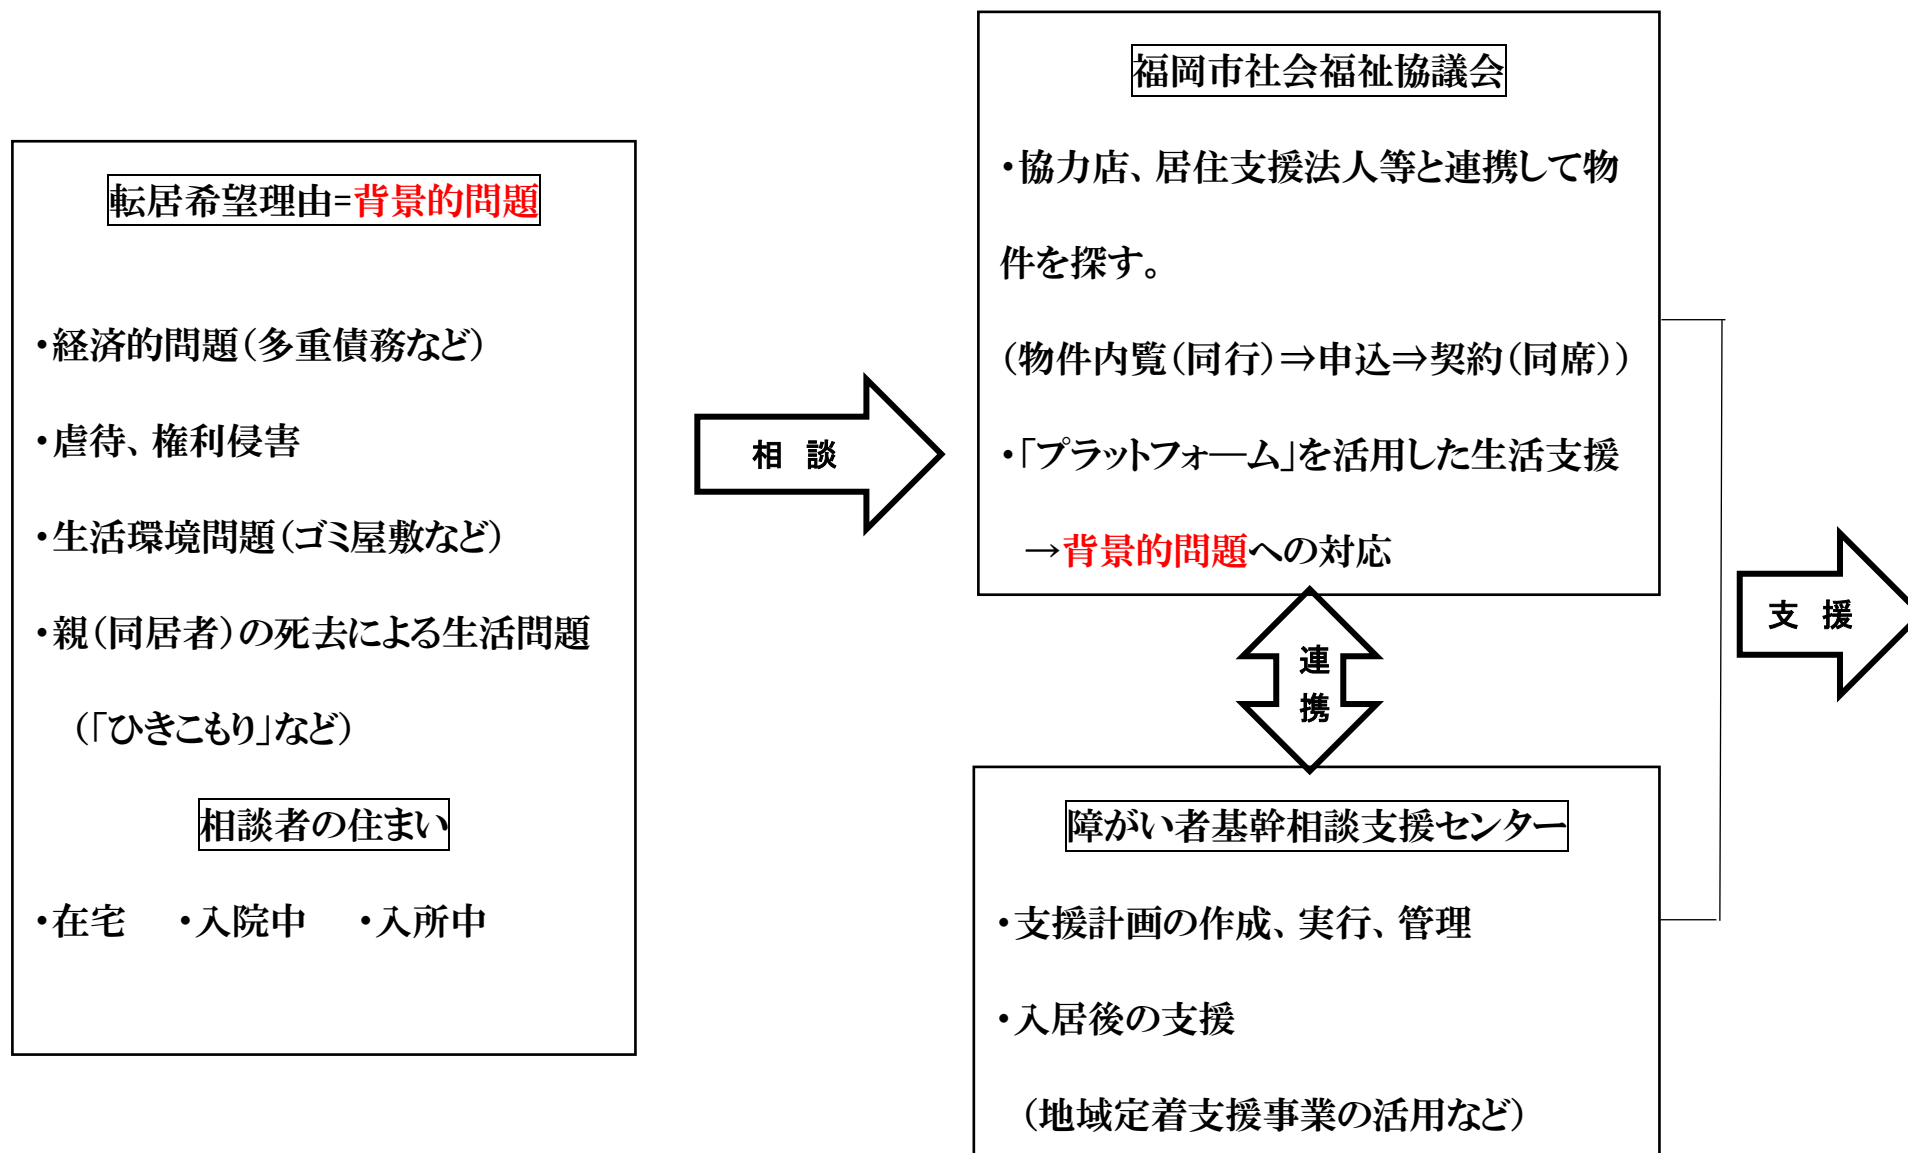 転居希望理由=背景的問題
・経済的問題(多重債務など)
・虐待、権利侵害
・生活環境問題(ゴミ屋敷など)
・親(同居者)の死去による生活問題
(「ひきこもり」など)
相談者の住まい
・在宅　・入院中　・入所中
相 談
福岡市社会福祉協議会
・協力店、居住支援法人等と連携して物
件を探す。
(物件内覧(同行)⇒申込⇒契約(同席))
・「プラットフォーム」を活用した生活支援
→背景的問題への対応
連
携
障がい者基幹相談支援センター
・支援計画の作成、実行、管理
・入居後の支援
(地域定着支援事業の活用など)
支 援